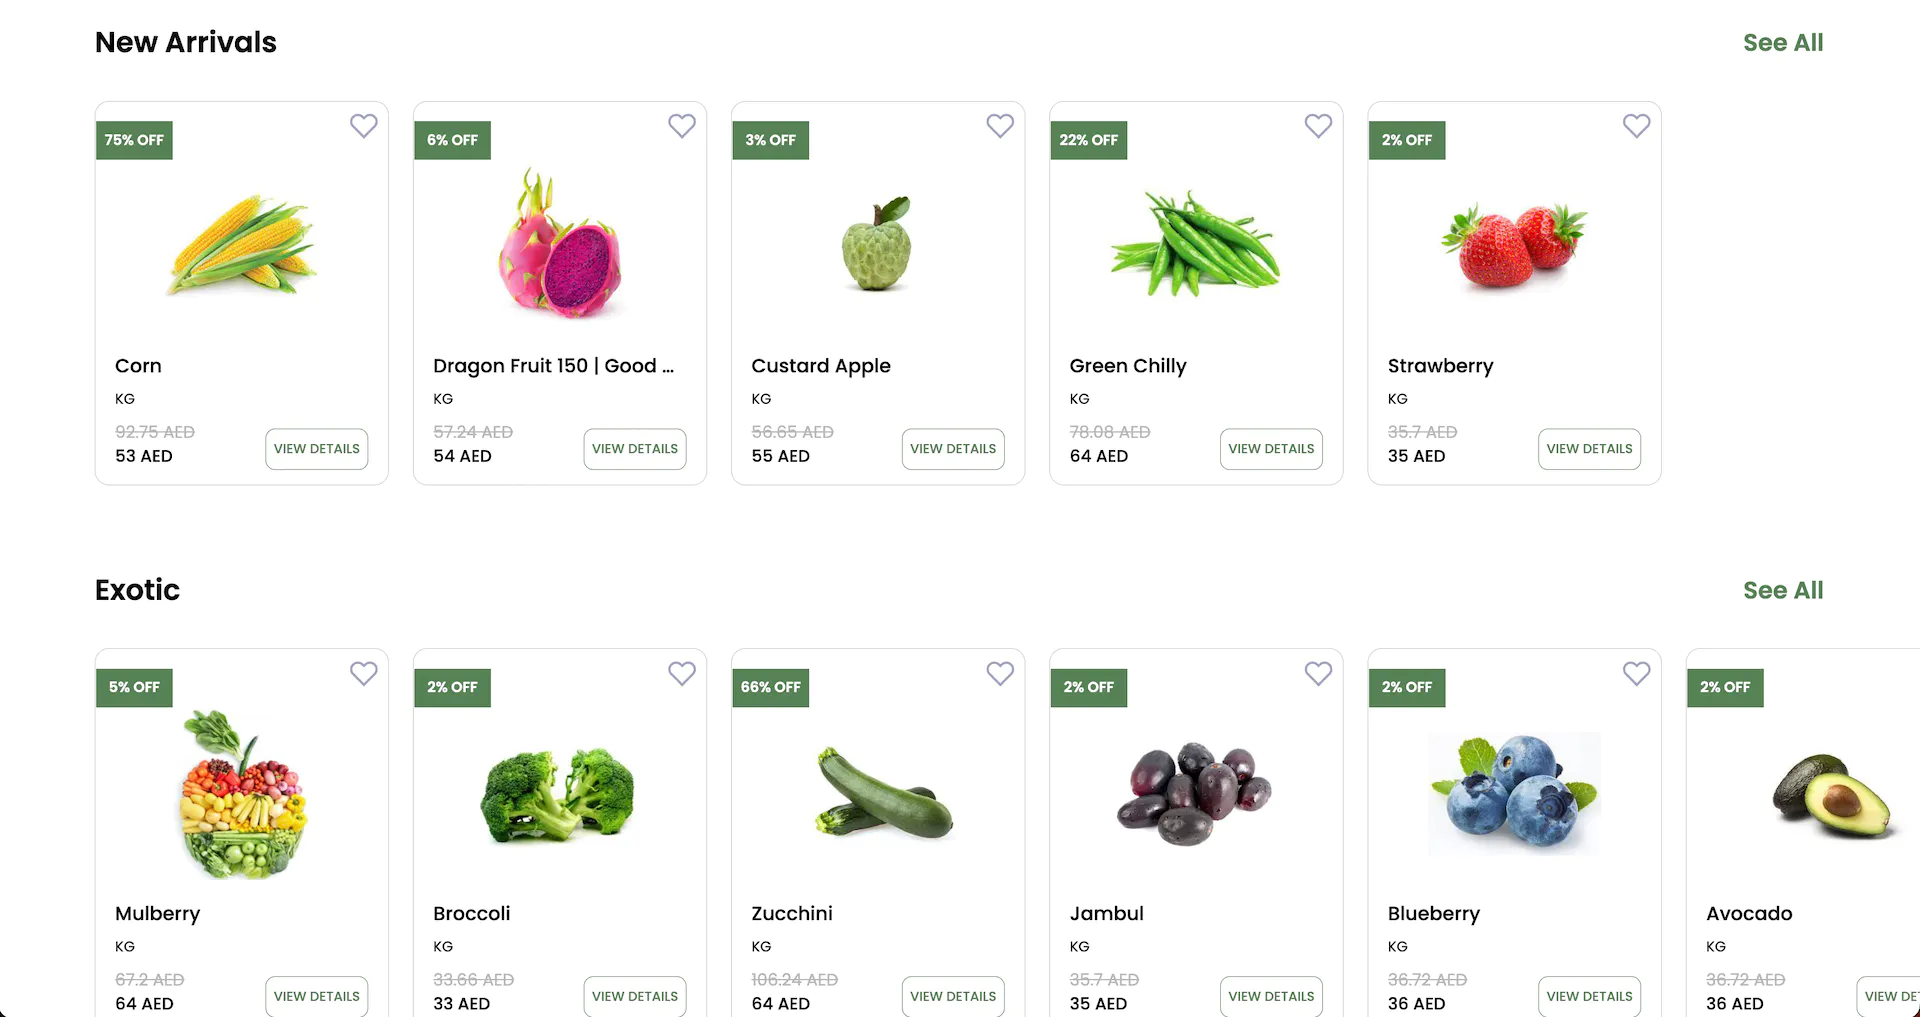 New Arrivals
See All
75% OFF
Corn
KG
92.75 AED
53 AED
VIEW DETAILS
6% OFF
Dragon Fruit 150 | Good ...
KG
57.24 AED
54 AED
VIEW DETAILS
3% OFF
Custard Apple
KG
56.65 AED
55 AED
VIEW DETAILS
22% OFF
Green Chilly
KG
78.08 AED
64 AED
VIEW DETAILS
2% OFF
Strawberry
KG
35.7 AED
35 AED
VIEW DETAILS
Exotic
See All
5% OFF
Mulberry
KG
67.2 AED
64 AED
VIEW DETAILS
2% OFF
Broccoli
KG
33.66 AED
33 AED
VIEW DETAILS
66% OFF
Zucchini
KG
106.24 AED
64 AED
VIEW DETAILS
2% OFF
Jambul
KG
35.7 AED
35 AED
VIEW DETAILS
2% OFF
Blueberry
KG
36.72 AED
36 AED
VIEW DETAILS
2% OFF
Avocado
KG
36.72 AED
36 AED
VIEW